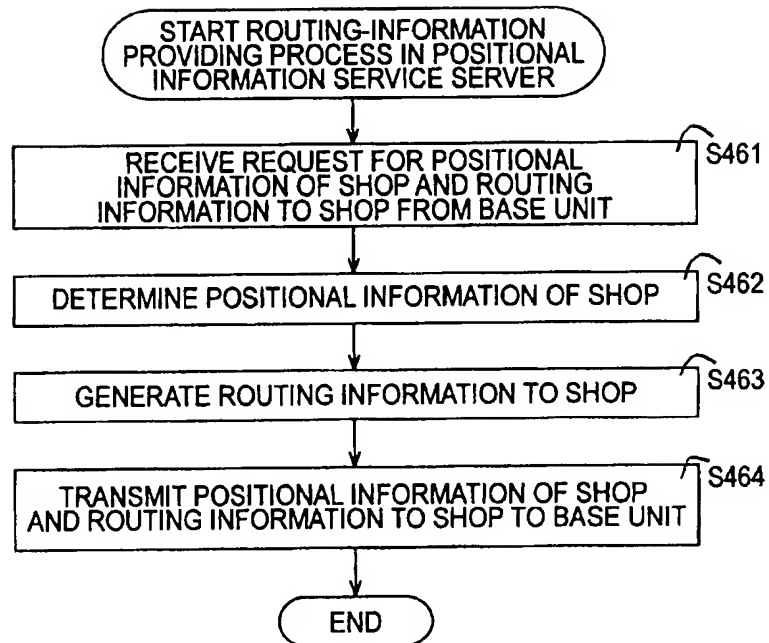 START ROUTING-INFORMATION
PROVIDING PROCESS IN POSITIONAL
INFORMATION SERVICE SERVER
S461
RECEIVE REQUEST FOR POSITIONAL
INFORMATION OF SHOP AND ROUTING
INFORMATION TO SHOP FROM BASE UNIT
S462
DETERMINE POSITIONAL INFORMATION OF SHOP
S463
GENERATE ROUTING INFORMATION TO SHOP
S464
TRANSMIT POSITIONAL INFORMATION OF SHOP
AND ROUTING INFORMATION TO SHOP TO BASE UNIT
END